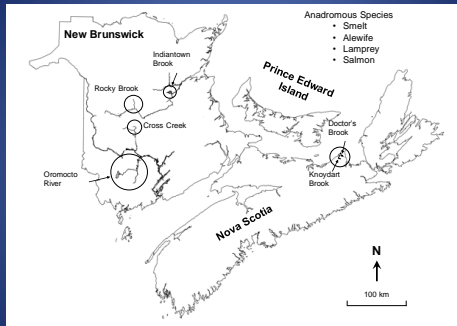 New Brunswick
Indiantown
Brook
Rocky Brook
Cross Creek
Oromocto
River
Anadromous Species
• Smelt
• Alewife
• Lamprey
• Salmon
Prince Edward
Island
Doctor's
Brook
Knoydart
Brook
Nova Scotia
N
100 km